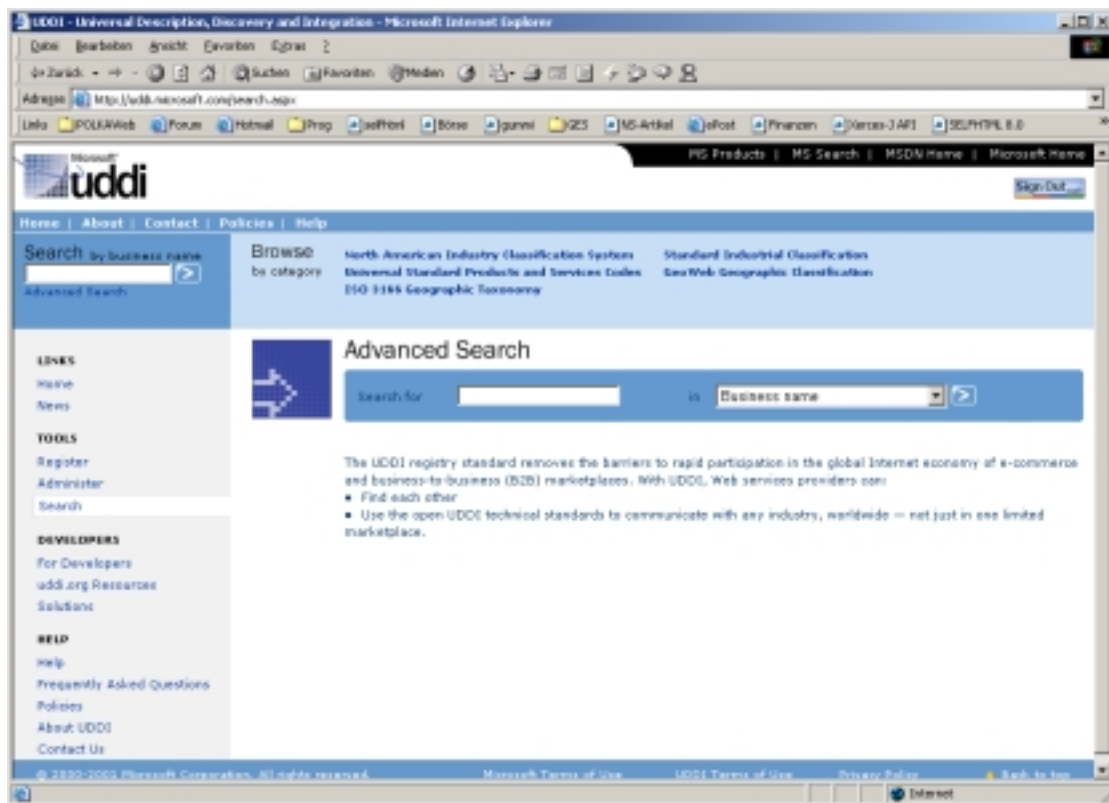 UDDI - Universal Description, Discovery and Integration - Microsoft Internet Explorer
Datei Bearbeiten Ansicht Favoriten Extras ?
Zurück Suchen Favoriten Medien
Adresse http://uddi.microsoft.com/search.aspx
Links POLKAWeb Forum Hotmail Prog selfhtml Börse gummi GES NS-Artikel ePost Finanzen Xerces-J API SELFHTML 8.0
MS Products | MS Search | MSDN Home | Microsoft Home
Microsoft
uddi
Sign Out
Home | About | Contact | Policies | Help
Search by business name
Advanced Search
Browse by category
North American Industry Classification System
Standard Industrial Classification
Universal Standard Products and Services Codes
GeoWeb Geographic Classification
ISO 3166 Geographic Taxonomy
LINKS
Home
News
TOOLS
Register
Administer
Search
DEVELOPERS
For Developers
uddi.org Resources
Solutions
HELP
Help
Frequently Asked Questions
Policies
About UDDI
Contact Us
Advanced Search
Search for in Business name
The UDDI registry standard removes the barriers to rapid participation in the global Internet economy of e-commerce
and business-to-business (B2B) marketplaces. With UDDI, Web services providers can:
▪ Find each other
▪ Use the open UDDI technical standards to communicate with any industry, worldwide — not just in one limited
marketplace.
© 2000-2001 Microsoft Corporation. All rights reserved. Microsoft Terms of Use UDDI Terms of Use Privacy Policy Back to top
Internet